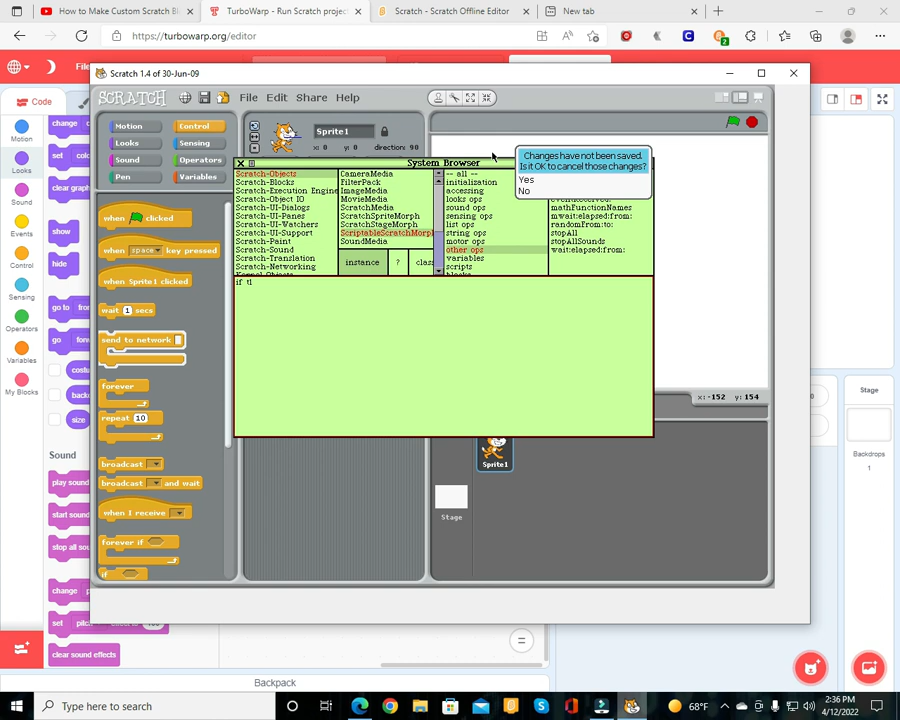 How to Make Custom Scratch Bl
TurboWarp - Run Scratch projec
Scratch - Scratch Offline Editor
New tab
https://turbowarp.org/editor
2
File
Code
Motion
Looks
Sound
Events
Control
Sensing
Operators
Variables
My Blocks
change
set
clear graph
show
hide
go to
go
size
Sound
play sound
start sound
stop all sou
change
set
clear sound effects
Scratch 1.4 of 30-Jun-09
SCRATCH
File Edit Share Help
Motion Control
Looks Sensing
Sound Operators
Pen Variables
Sprite1
x: 0 y: 0 direction: 90
when clicked
when space key pressed
when Sprite1 clicked
wait 1 secs
send to network
forever
repeat 10
broadcast
broadcast and wait
when I receive
forever if
if
System Browser
Scratch-Objects
Scratch-Blocks
Scratch-Execution Engine
Scratch-Object IO
Scratch-UI-Dialogs
Scratch-UI-Panes
Scratch-UI-Watchers
Scratch-UI-Support
Scratch-Paint
Scratch-Sound
Scratch-Translation
Scratch-Networking
Kernel-Objects
CameraMedia
FilterPack
ImageMedia
MovieMedia
ScratchMedia
ScratchSpriteMorph
ScratchStageMorph
ScriptableScratchMorph
SoundMedia
instance ? class
-- all --
initialization
accessing
looks ops
sound ops
sensing ops
list ops
string ops
motor ops
other ops
variables
scripts
blocks
mathFunctionNames
mwait:elapsed:from:
randomFrom:to:
stopAll
stopAllSounds
wait:elapsed:from:
Changes have not been saved.
Is it OK to cancel those changes?
Yes
No
if tl
x: -152 y: 154
Sprite1
Stage
Stage
Backdrops
1
Backpack
Type here to search
68°F
2:36 PM
4/12/2022